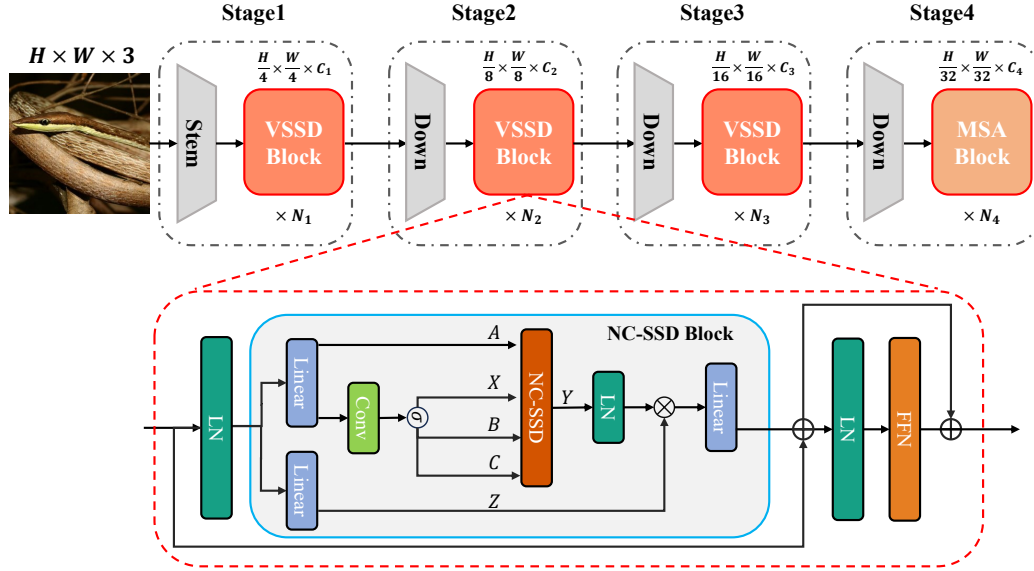 Stage1
Stage2
Stage3
Stage4
H × W × 3
H/4 × W/4 × C₁
H/8 × W/8 × C₂
H/16 × W/16 × C₃
H/32 × W/32 × C₄
Stem
VSSD
Block
Down
VSSD
Block
Down
VSSD
Block
Down
MSA
Block
× N₁
× N₂
× N₃
× N₄
NC-SSD Block
LN
Linear
Linear
Conv
σ
A
X
B
C
Z
NC-SSD
Y
LN
Linear
LN
FFN